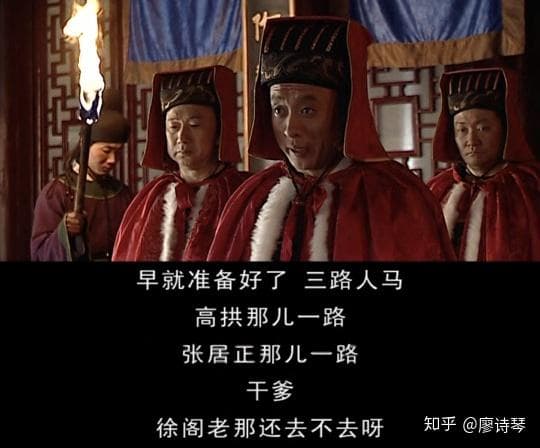 早就准备好了 三路人马
高拱那儿一路
张居正那儿一路
干爹
徐阁老那还去不去呀
知乎 @廖诗琴